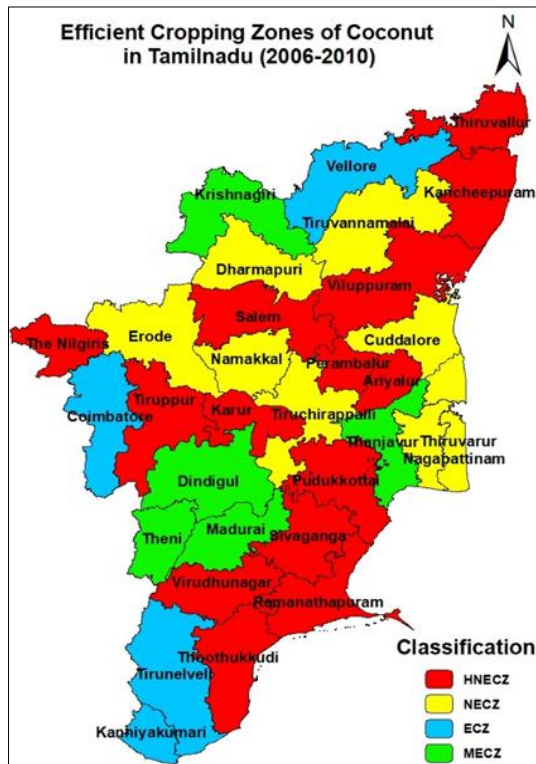 Efficient Cropping Zones of Coconut
in Tamilnadu (2006-2010)
N
Thiruvallur
Vellore
Kancheepuram
Krishnagiri
Tiruvannamalai
Dharmapuri
Viluppuram
Salem
The Nilgiris
Erode
Cuddalore
Namakkal
Perambalur
Ariyalur
Coimbatore
Tiruppur
Karur
Tiruchirappalli
Thanjavur
Thiruvarur
Nagapattinam
Dindigul
Pudukkottai
Theni
Madurai
Sivaganga
Virudhunagar
Ramanathapuram
Thoothukkudi
Tirunelveli
Kanniyakumari
Classification
HNECZ
NECZ
ECZ
MECZ